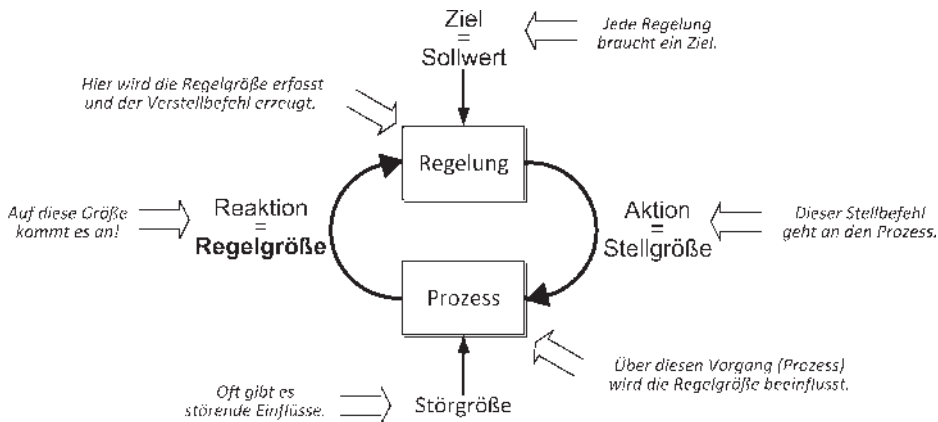 Ziel
=
Sollwert
Jede Regelung
braucht ein Ziel.
Hier wird die Regelgröße erfasst
und der Verstellbefehl erzeugt.
Regelung
Auf diese Größe
kommt es an!
Reaktion
=
Regelgröße
Aktion
=
Stellgröße
Dieser Stellbefehl
geht an den Prozess.
Prozess
Über diesen Vorgang (Prozess)
wird die Regelgröße beeinflusst.
Oft gibt es
störende Einflüsse.
Störgröße